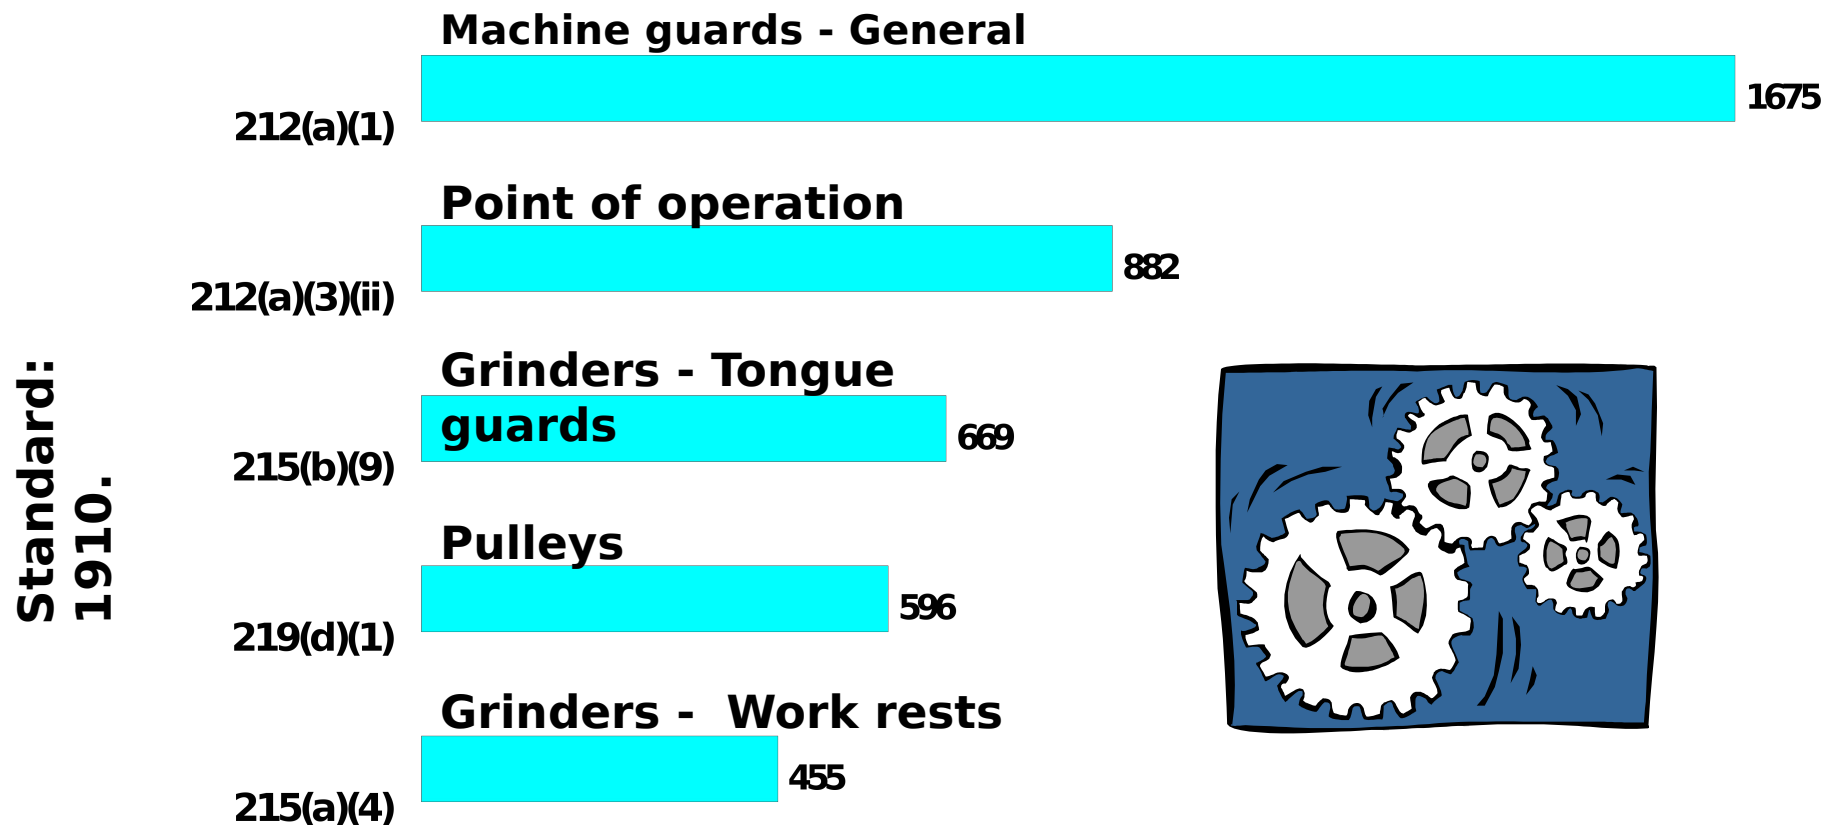 Machine guards - General
212(a)(1)
1675
Point of operation
212(a)(3)(ii)
882
Standard:
1910.
Grinders - Tongue
guards
215(b)(9)
669
Pulleys
219(d)(1)
596
Grinders -  Work rests
215(a)(4)
455